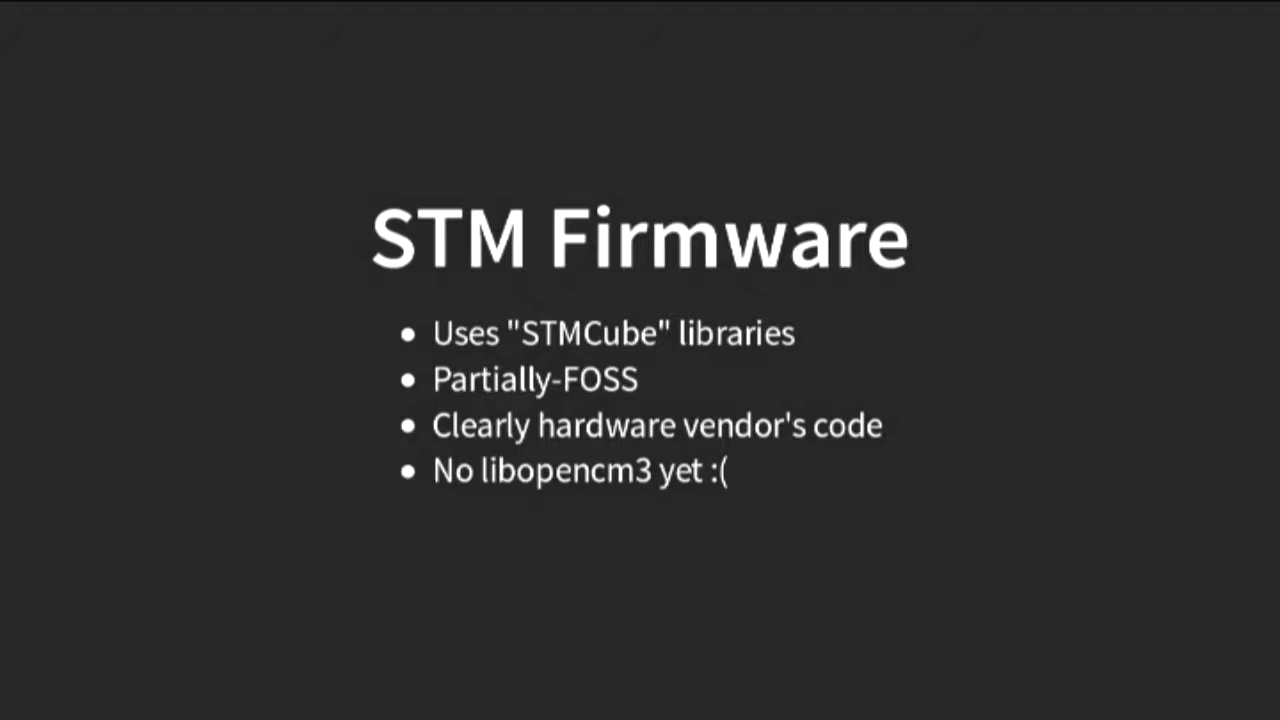 STM Firmware
Uses "STMCube" libraries
Partially-FOSS
Clearly hardware vendor's code
No libopencm3 yet :(